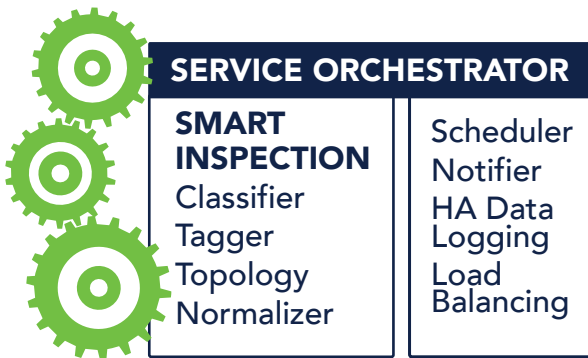 SERVICE ORCHESTRATOR
SMART
INSPECTION
Classifier
Tagger
Topology
Normalizer
Scheduler
Notifier
HA Data
Logging
Load
Balancing